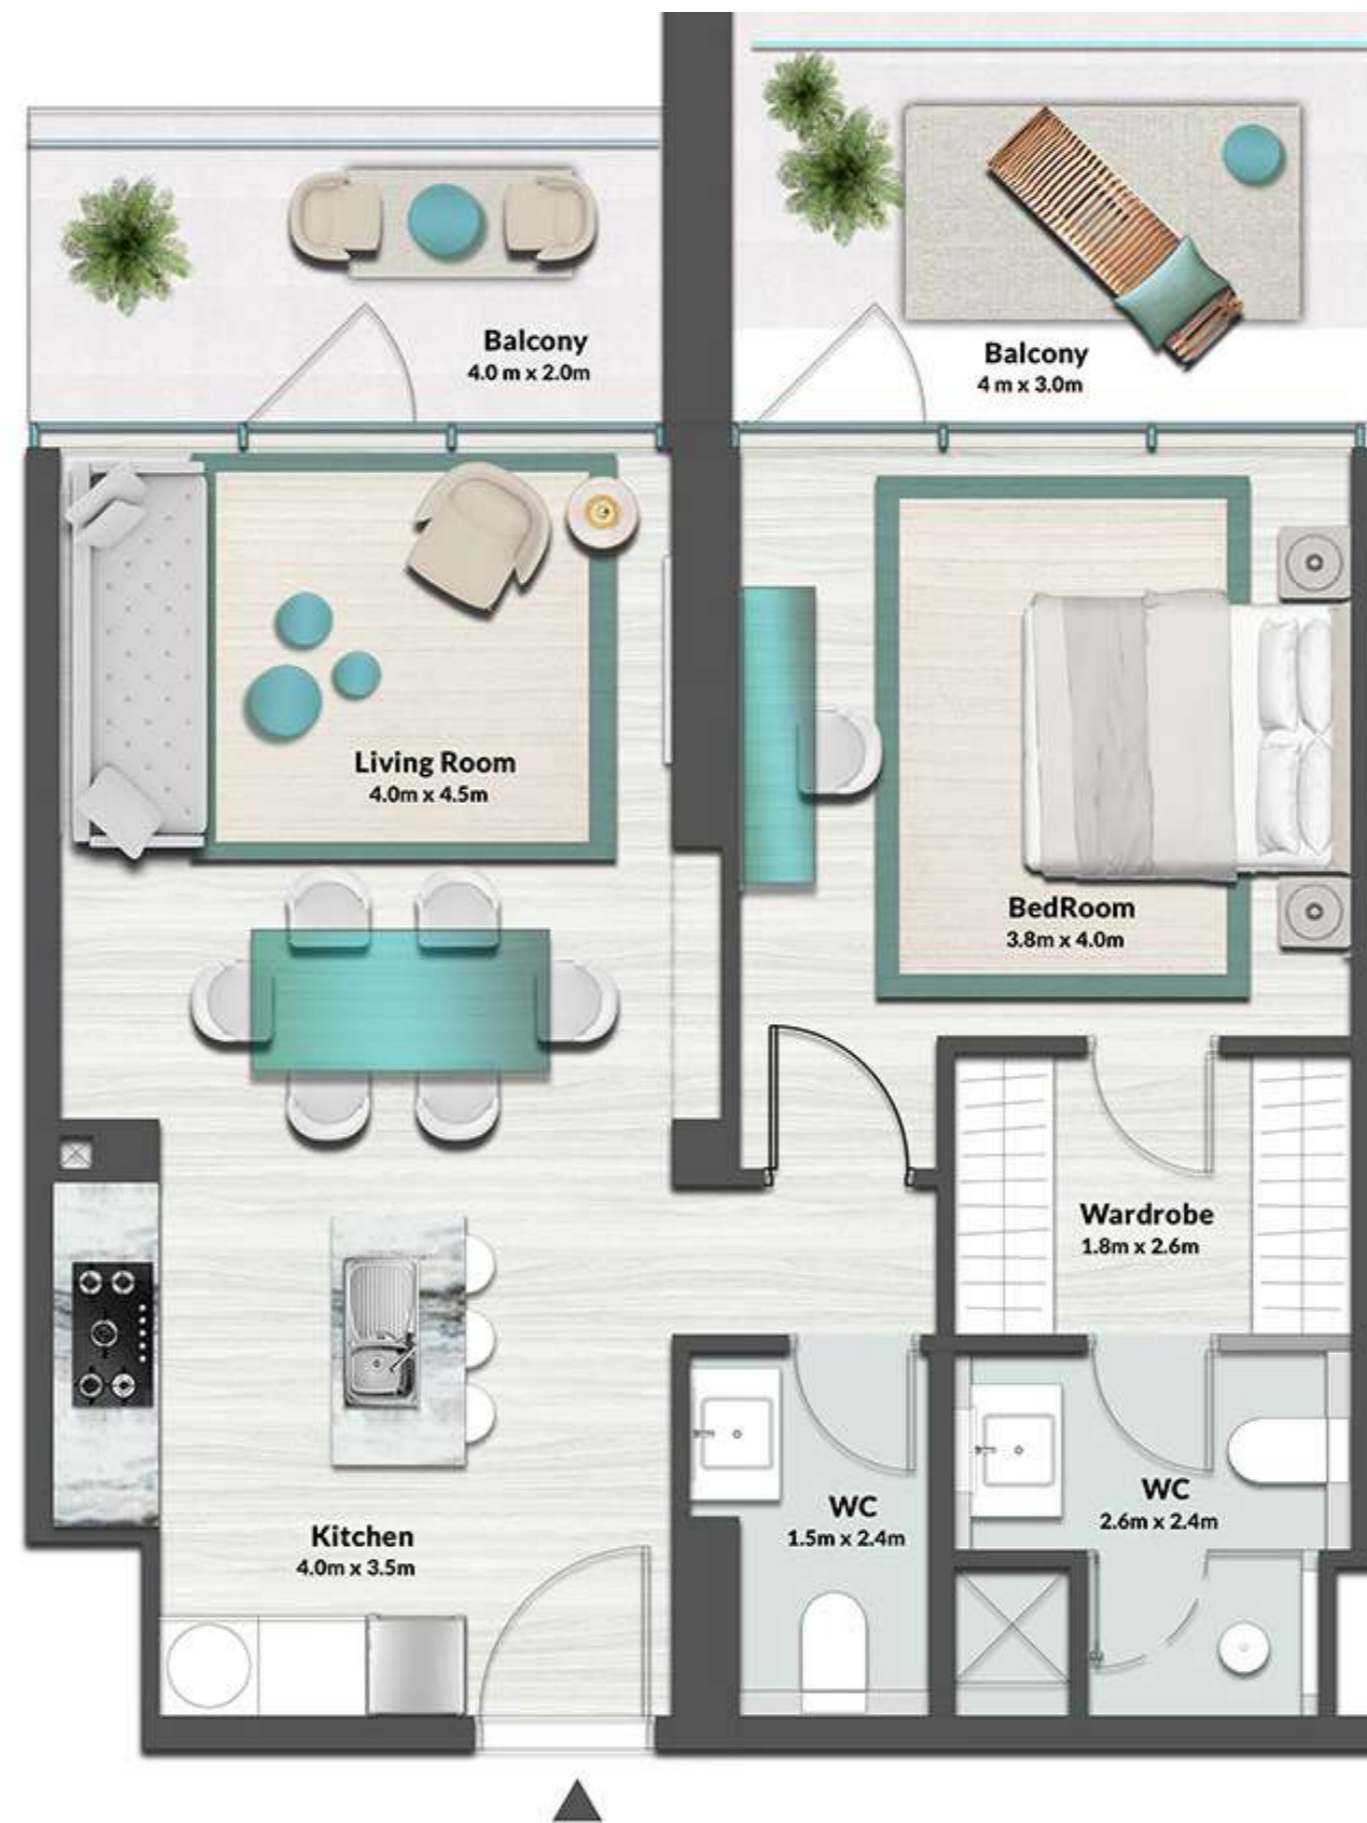 Balcony
4.0 m x 2.0m
Balcony
4 m x 3.0m
Living Room
4.0m x 4.5m
BedRoom
3.8m x 4.0m
Wardrobe
1.8m x 2.6m
WC
2.6m x 2.4m
WC
1.5m x 2.4m
Kitchen
4.0m x 3.5m